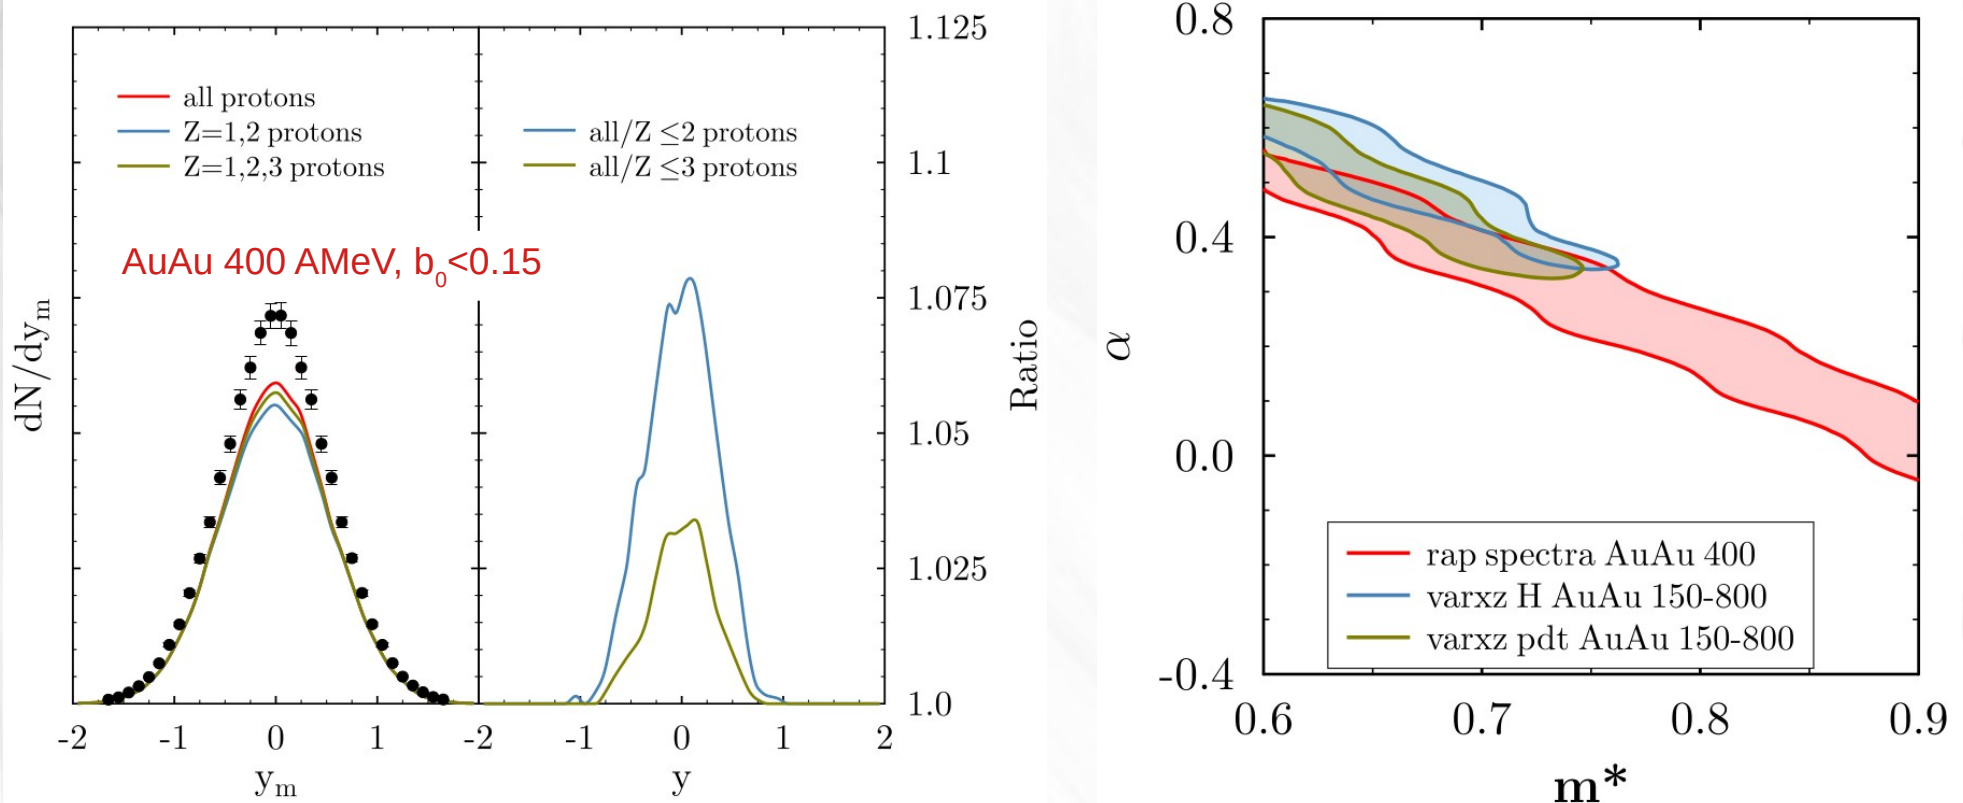 all protons
Z=1,2 protons
Z=1,2,3 protons
AuAu 400 AMeV, b₀<0.15
dN/dyₘ
-2 -1 0 1
yₘ
all/Z ≤2 protons
all/Z ≤3 protons
-2 -1 0 1 2
y
1.125
1.1
1.075
1.05
1.025
1.0
Ratio
0.8
0.4
0.0
-0.4
α
rap spectra AuAu 400
varxz H AuAu 150-800
varxz pdt AuAu 150-800
0.6 0.7 0.8 0.9
m*